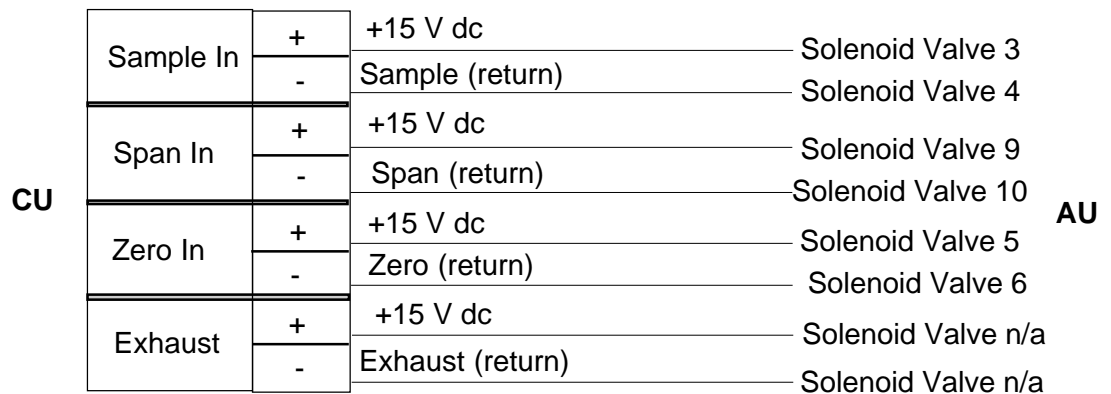 + +15 V dc
Sample In Solenoid Valve 3
- Sample (return)
Solenoid Valve 4
+ +15 V dc
Span In Solenoid Valve 9
- Span (return)
Solenoid Valve 10
CU AU
+ +15 V dc
Zero In Solenoid Valve 5
- Zero (return)
Solenoid Valve 6
+ +15 V dc
Exhaust Solenoid Valve n/a
- Exhaust (return)
Solenoid Valve n/a